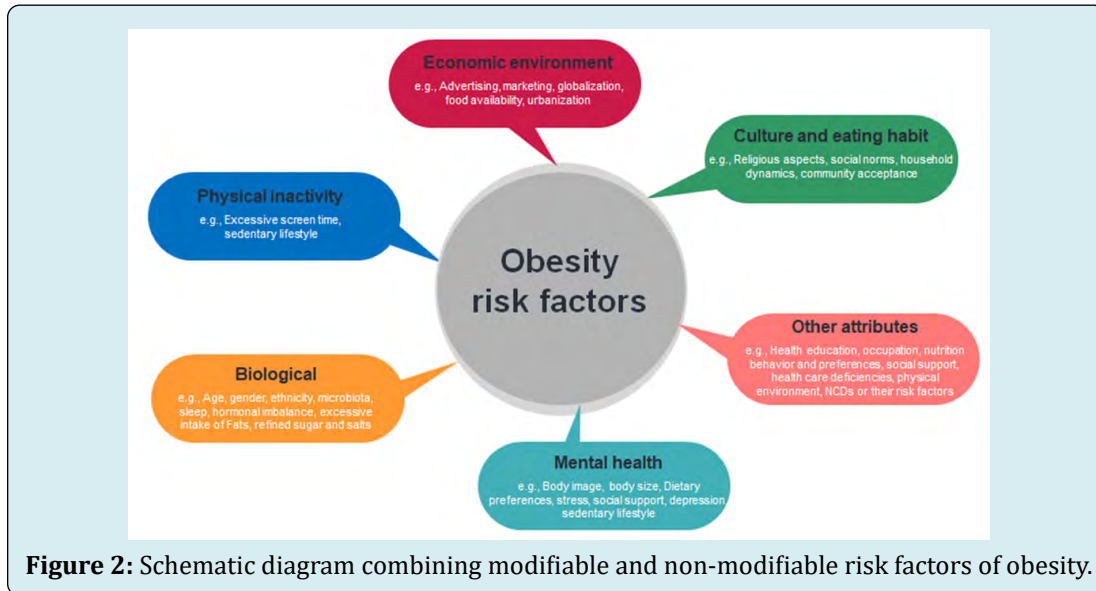 Economic environment
e.g., Advertising, marketing, globalization,
food availability, urbanization
Culture and eating habit
e.g., Religious aspects, social norms, household
dynamics, community acceptance
Physical inactivity
e.g., Excessive screen time,
sedentary lifestyle
Obesity
risk factors
Other attributes
e.g., Health education, occupation, nutrition
behavior and preferences, social support,
health care deficiencies, physical
environment, NCDs or their risk factors
Biological
e.g., Age, gender, ethnicity, microbiota,
sleep, hormonal imbalance, excessive
intake of Fats, refined sugar and salts
Mental health
e.g., Body image, body size, Dietary
preferences, stress, social support, depression
sedentary lifestyle
Figure 2: Schematic diagram combining modifiable and non-modifiable risk factors of obesity.